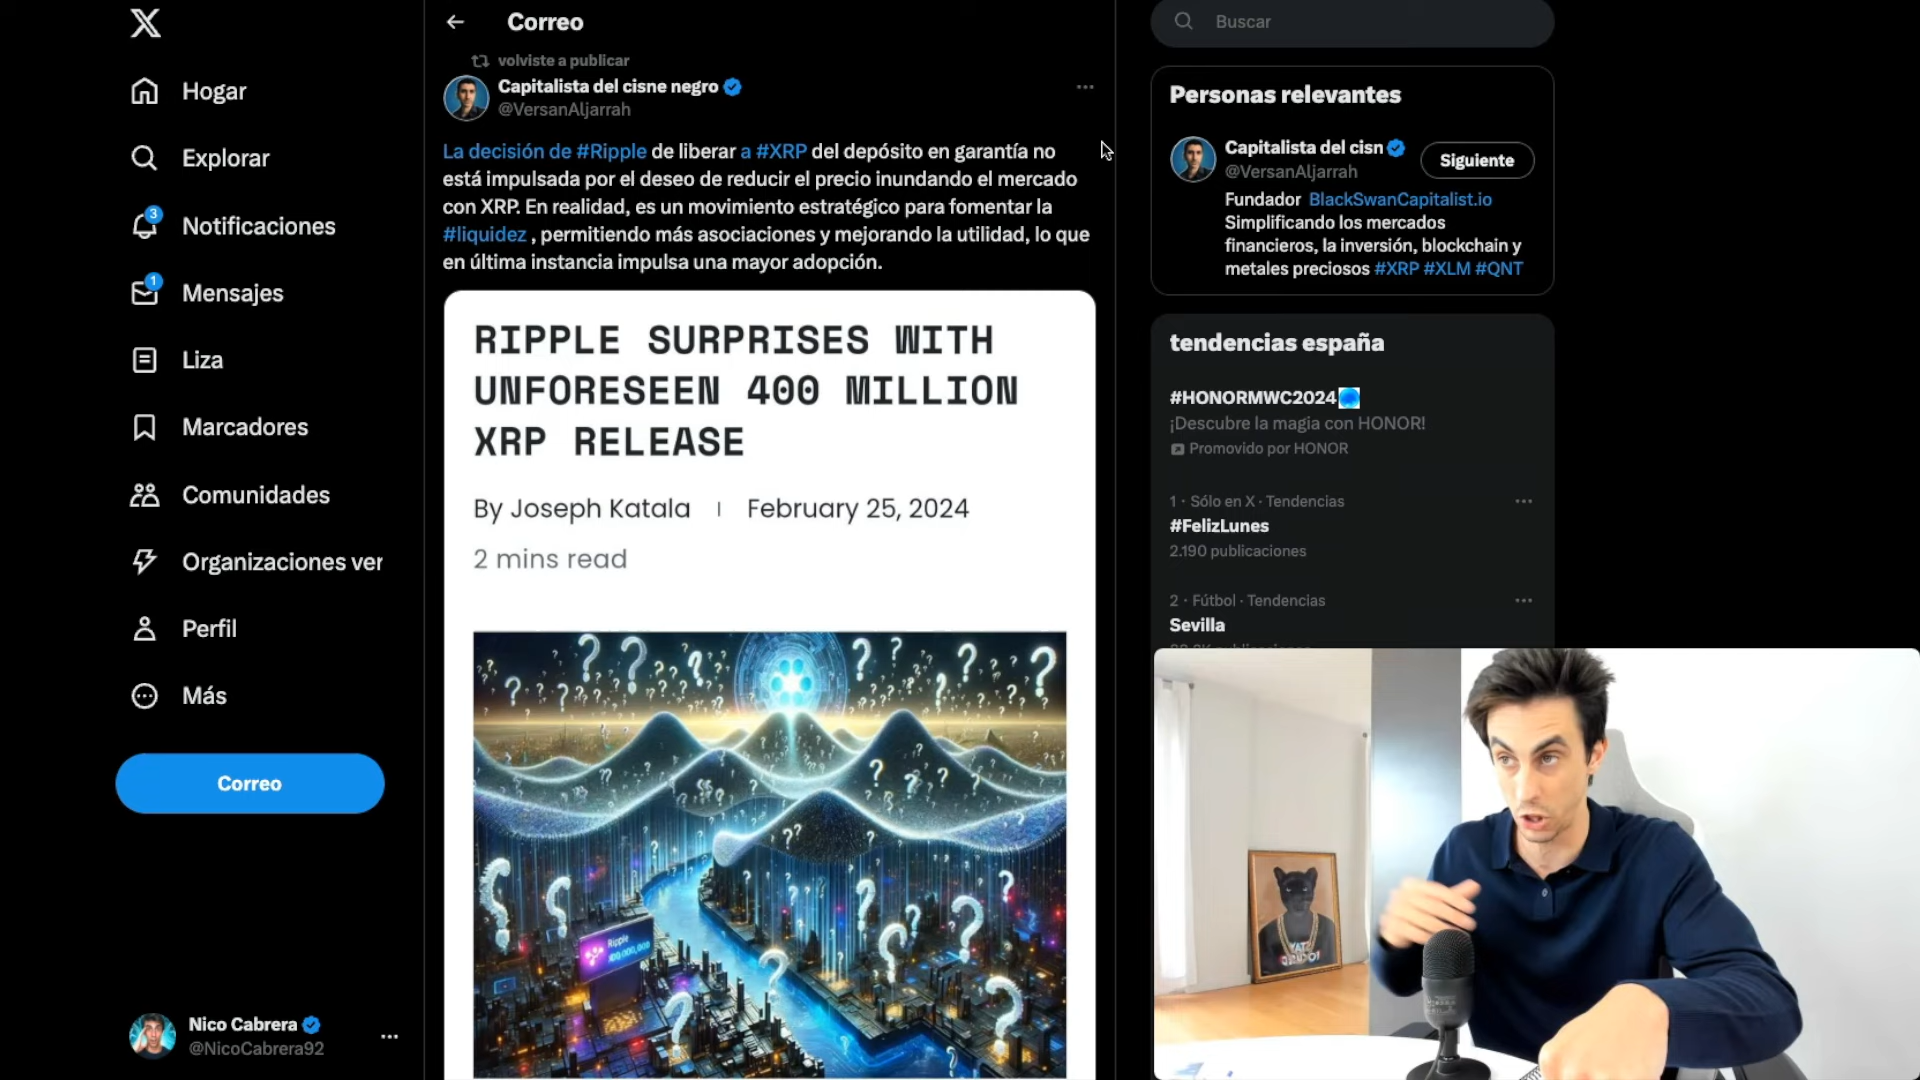 Hogar
Explorar
3
Notificaciones
1
Mensajes
Liza
Marcadores
Comunidades
Organizaciones ver
Perfil
Más
Correo
Nico Cabrera
@NicoCabrera92
Correo
volviste a publicar
Capitalista del cisne negro
@VersanAljarrah
La decisión de #Ripple de liberar a #XRP del depósito en garantía no
está impulsada por el deseo de reducir el precio inundando el mercado
con XRP. En realidad, es un movimiento estratégico para fomentar la
#liquidez , permitiendo más asociaciones y mejorando la utilidad, lo que
en última instancia impulsa una mayor adopción.
RIPPLE SURPRISES WITH
UNFORESEEN 400 MILLION
XRP RELEASE
By Joseph Katala | February 25, 2024
2 mins read
Ripple
Buscar
Personas relevantes
Capitalista del cisn
@VersanAljarrah
Siguiente
Fundador BlackSwanCapitalist.io
Simplificando los mercados
financieros, la inversión, blockchain y
metales preciosos #XRP #XLM #QNT
tendencias españa
#HONORMWC2024
¡Descubre la magia con HONOR!
Promovido por HONOR
1 · Sólo en X · Tendencias
#FelizLunes
2.190 publicaciones
2 · Fútbol · Tendencias
Sevilla